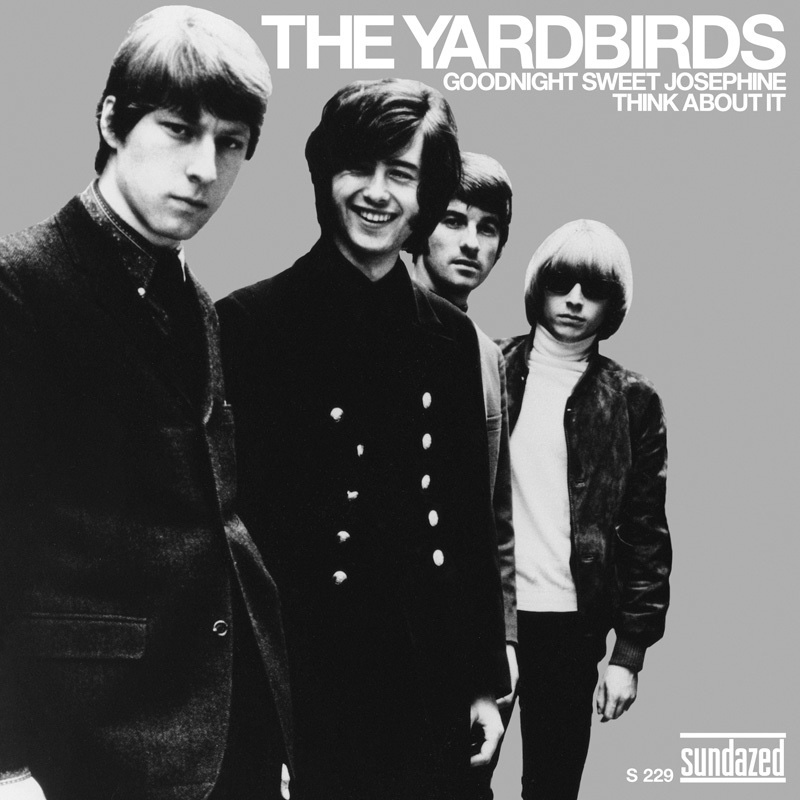 THE YARDBIRDS
GOODNIGHT SWEET JOSEPHINE
THINK ABOUT IT
S 229 sundazed